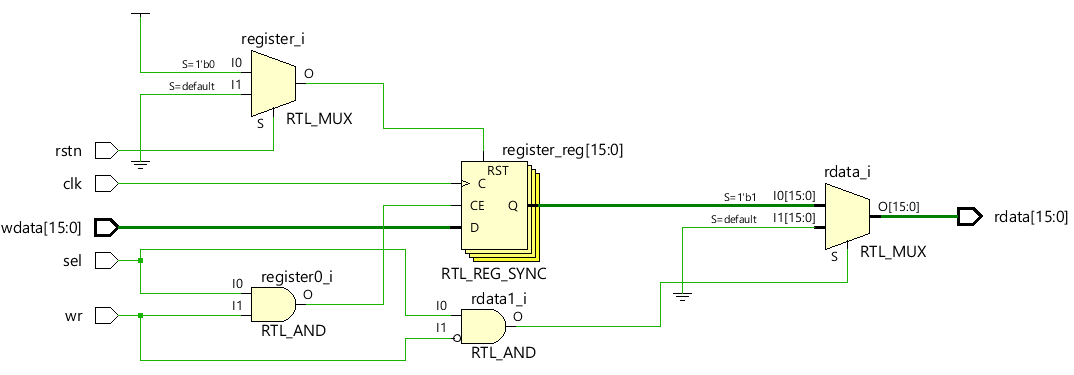 register_i
S=1'b0
I0
S=default
I1
O
S
RTL_MUX
rstn
clk
wdata[15:0]
sel
wr
register_reg[15:0]
RST
C
CE
D
Q
RTL_REG_SYNC
register0_i
I0
I1
O
RTL_AND
rdata1_i
I0
I1
O
RTL_AND
rdata_i
S=1'b1
I0[15:0]
S=default
I1[15:0]
O[15:0]
S
RTL_MUX
rdata[15:0]